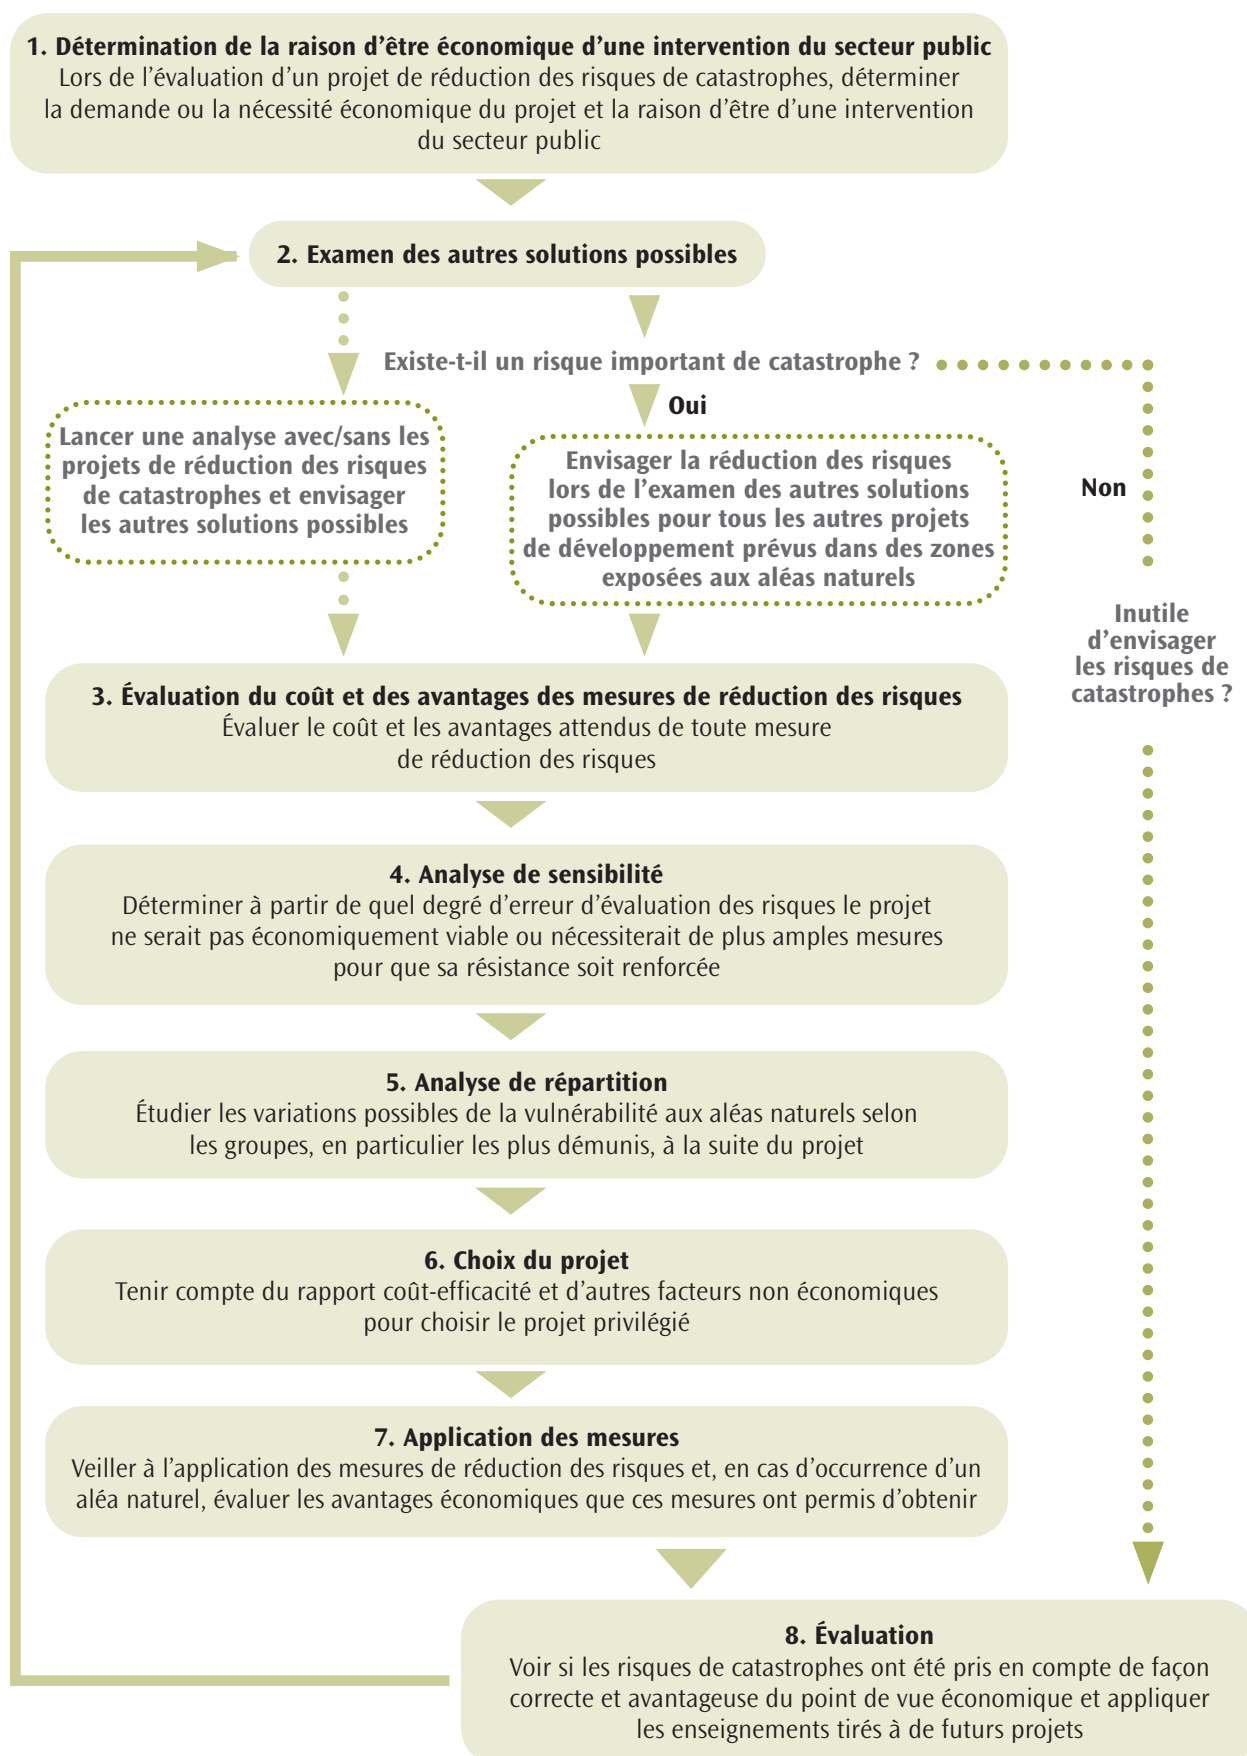 1. Détermination de la raison d’être économique d’une intervention du secteur public
Lors de l’évaluation d’un projet de réduction des risques de catastrophes, déterminer
la demande ou la nécessité économique du projet et la raison d’être d’une intervention
du secteur public
2. Examen des autres solutions possibles
Existe-t-il un risque important de catastrophe ?
Oui
Lancer une analyse avec/sans les
projets de réduction des risques
de catastrophes et envisager
les autres solutions possibles
Envisager la réduction des risques
lors de l’examen des autres solutions
possibles pour tous les autres projets
de développement prévus dans des zones
exposées aux aléas naturels
Non
Inutile
d’envisager
les risques de
catastrophes ?
3. Évaluation du coût et des avantages des mesures de réduction des risques
Évaluer le coût et les avantages attendus de toute mesure
de réduction des risques
4. Analyse de sensibilité
Déterminer à partir de quel degré d’erreur d’évaluation des risques le projet
ne serait pas économiquement viable ou nécessiterait de plus amples mesures
pour que sa résistance soit renforcée
5. Analyse de répartition
Étudier les variations possibles de la vulnérabilité aux aléas naturels selon
les groupes, en particulier les plus démunis, à la suite du projet
6. Choix du projet
Tenir compte du rapport coût-efficacité et d’autres facteurs non économiques
pour choisir le projet privilégié
7. Application des mesures
Veiller à l’application des mesures de réduction des risques et, en cas d’occurrence d’un
aléa naturel, évaluer les avantages économiques que ces mesures ont permis d’obtenir
8. Évaluation
Voir si les risques de catastrophes ont été pris en compte de façon
correcte et avantageuse du point de vue économique et appliquer
les enseignements tirés à de futurs projets